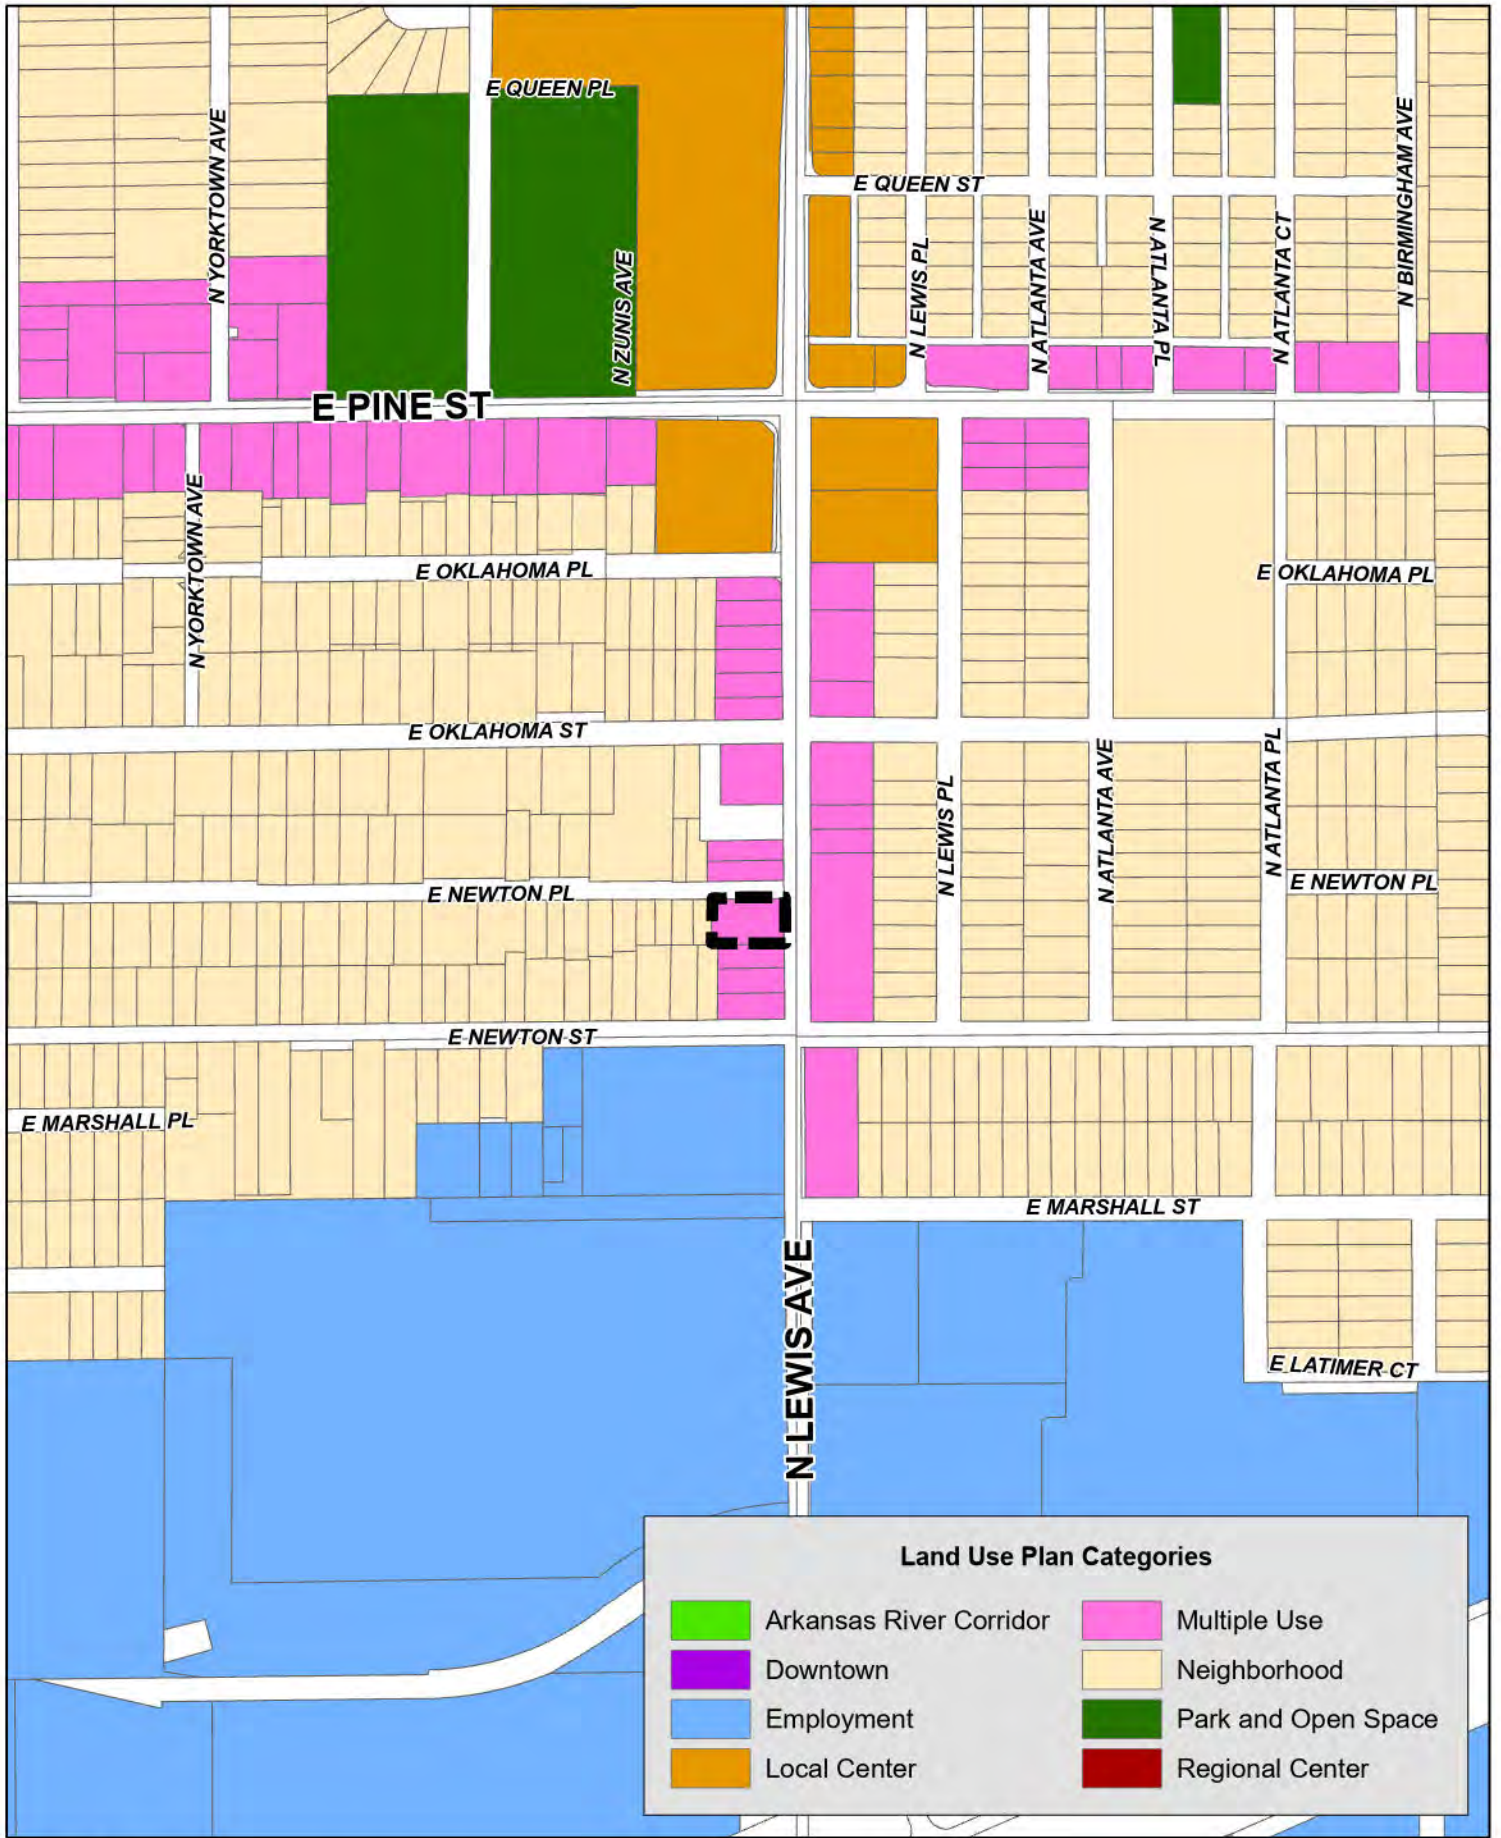 E QUEEN PL
N YORKTOWN AVE
N BIRMINGHAM AVE
E QUEEN ST
N ZUNIS AVE
N LEWIS PL
N ATLANTA AVE
N ATLANTA PL
N ATLANTA CT
E PINE ST
N YORKTOWN AVE
E OKLAHOMA PL
E OKLAHOMA PL
E OKLAHOMA ST
N LEWIS PL
N ATLANTA AVE
N ATLANTA PL
E NEWTON PL
E NEWTON PL
E NEWTON ST
E MARSHALL PL
E MARSHALL ST
N LEWIS AVE
E LATIMER CT
Land Use Plan Categories
Arkansas River Corridor
Downtown
Employment
Local Center
Multiple Use
Neighborhood
Park and Open Space
Regional Center